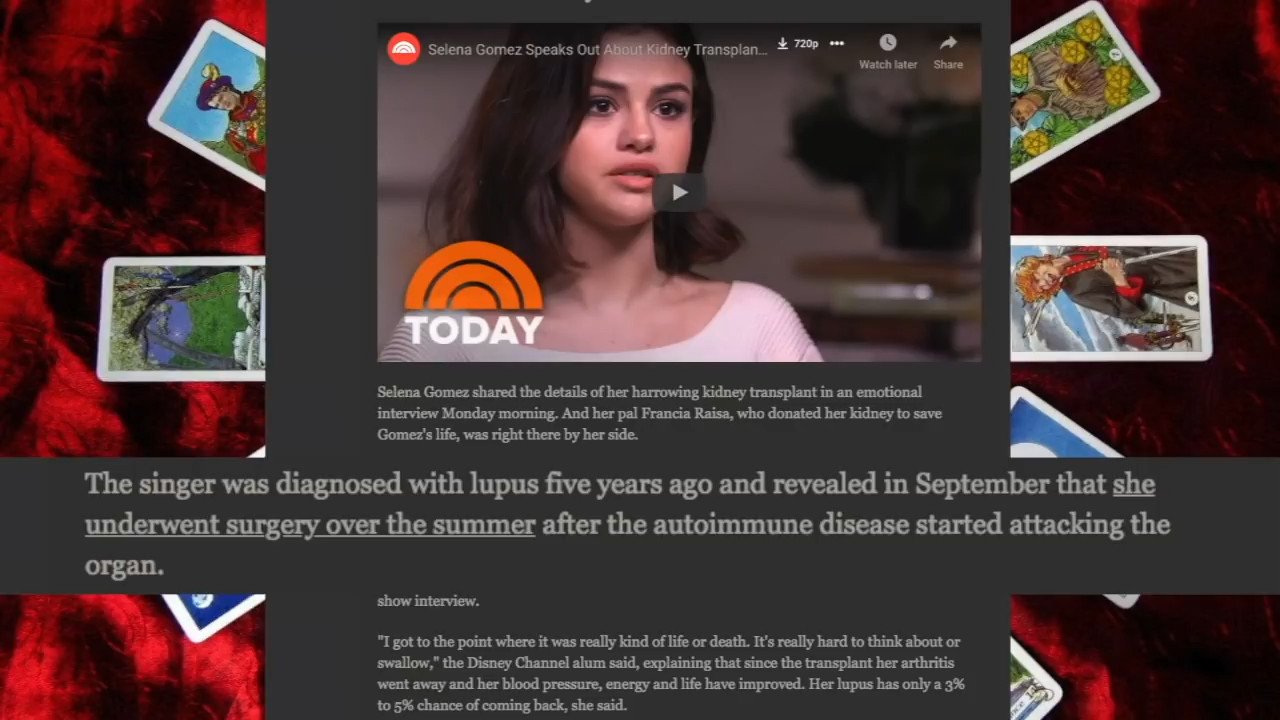 Selena Gomez Speaks Out About Kidney Transplan...
720p
Watch later
Share
TODAY
Selena Gomez shared the details of her harrowing kidney transplant in an emotional
interview Monday morning. And her pal Francia Raisa, who donated her kidney to save
Gomez's life, was right there by her side.
The singer was diagnosed with lupus five years ago and revealed in September that she
underwent surgery over the summer after the autoimmune disease started attacking the
organ.
show interview.
"I got to the point where it was really kind of life or death. It's really hard to think about or
swallow," the Disney Channel alum said, explaining that since the transplant her arthritis
went away and her blood pressure, energy and life have improved. Her lupus has only a 3%
to 5% chance of coming back, she said.